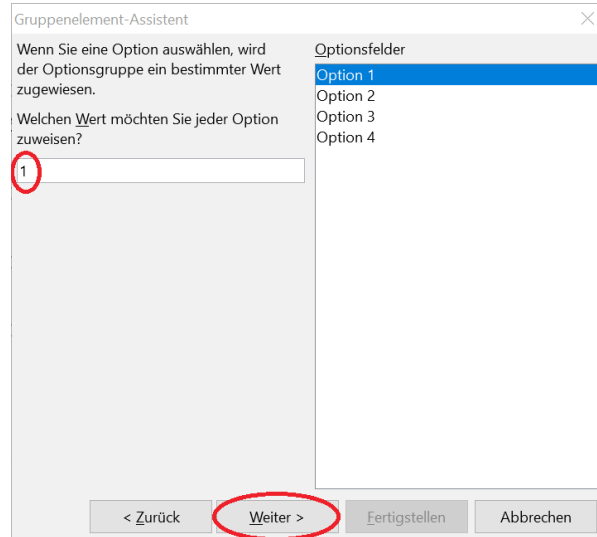 Gruppenelement-Assistent
Wenn Sie eine Option auswählen, wird
der Optionsgruppe ein bestimmter Wert
zugewiesen.
Welchen Wert möchten Sie jeder Option
zuweisen?
1
Optionsfelder
Option 1
Option 2
Option 3
Option 4
< Zurück
Weiter >
Fertigstellen
Abbrechen